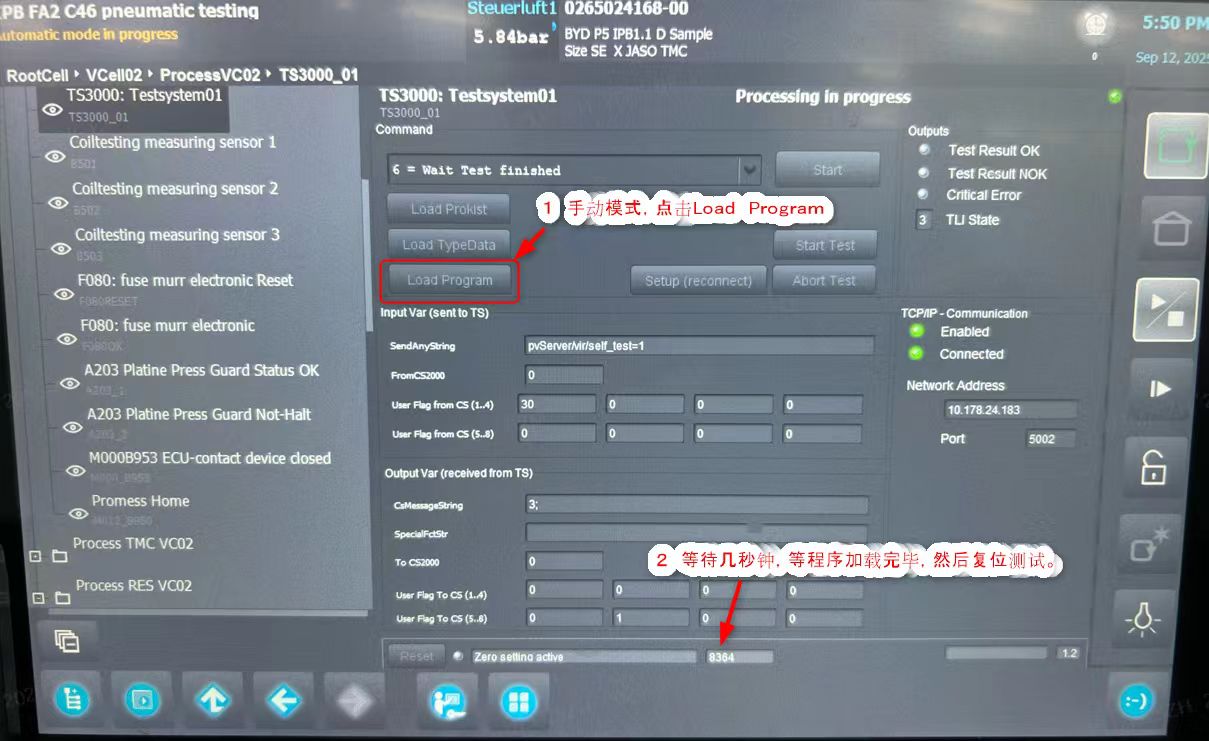 IPB FA2 C46 pneumatic testing
Automatic mode in progress
Steuerluft1
5.84bar
0265024168-00
BYD P5 IPB1.1 D Sample
Size SE X JASO TMC
0
5:50 PM
Sep 12, 202
RootCell VCell02 ProcessVC02 TS3000_01
TS3000: Testsystem01
TS3000_01
Coiltesting measuring sensor 1
B501
Coiltesting measuring sensor 2
B502
Coiltesting measuring sensor 3
B503
F080: fuse murr electronic Reset
F080RESET
F080: fuse murr electronic
F080OK
A203 Platine Press Guard Status OK
A203_1
A203 Platine Press Guard Not-Halt
A203_2
M000B953 ECU-contact device closed
M000_B953
Promess Home
Process TMC VC02
Process RES VC02
TS3000: Testsystem01
Processing in progress
TS3000_01
Command
6 = Wait Test finished
Start
Load Prokist
Load TypeData
Start Test
Load Program
Setup (reconnect)
Abort Test
1 手动模式, 点击Load Program
Outputs
Test Result OK
Test Result NOK
Critical Error
3 TLI State
Input Var (sent to TS)
SendAnyString
pvServer/vir/self_test=1
FromCS2000
0
User Flag from CS (1..4)
30 0 0 0
User Flag from CS (5..8)
0 0 0 0
TCP/IP - Communication
Enabled
Connected
Network Address
10.178.24.183
Port
5002
Output Var (received from TS)
CsMessageString
3;
SpecialFctStr
To CS2000
0
2 等待几秒钟, 等程序加载完毕, 然后复位测试。
User Flag To CS (1..4)
0 0 0 0
User Flag To CS (5..8)
0 1 0 0
Reset
Zero setting active
8364
1.2